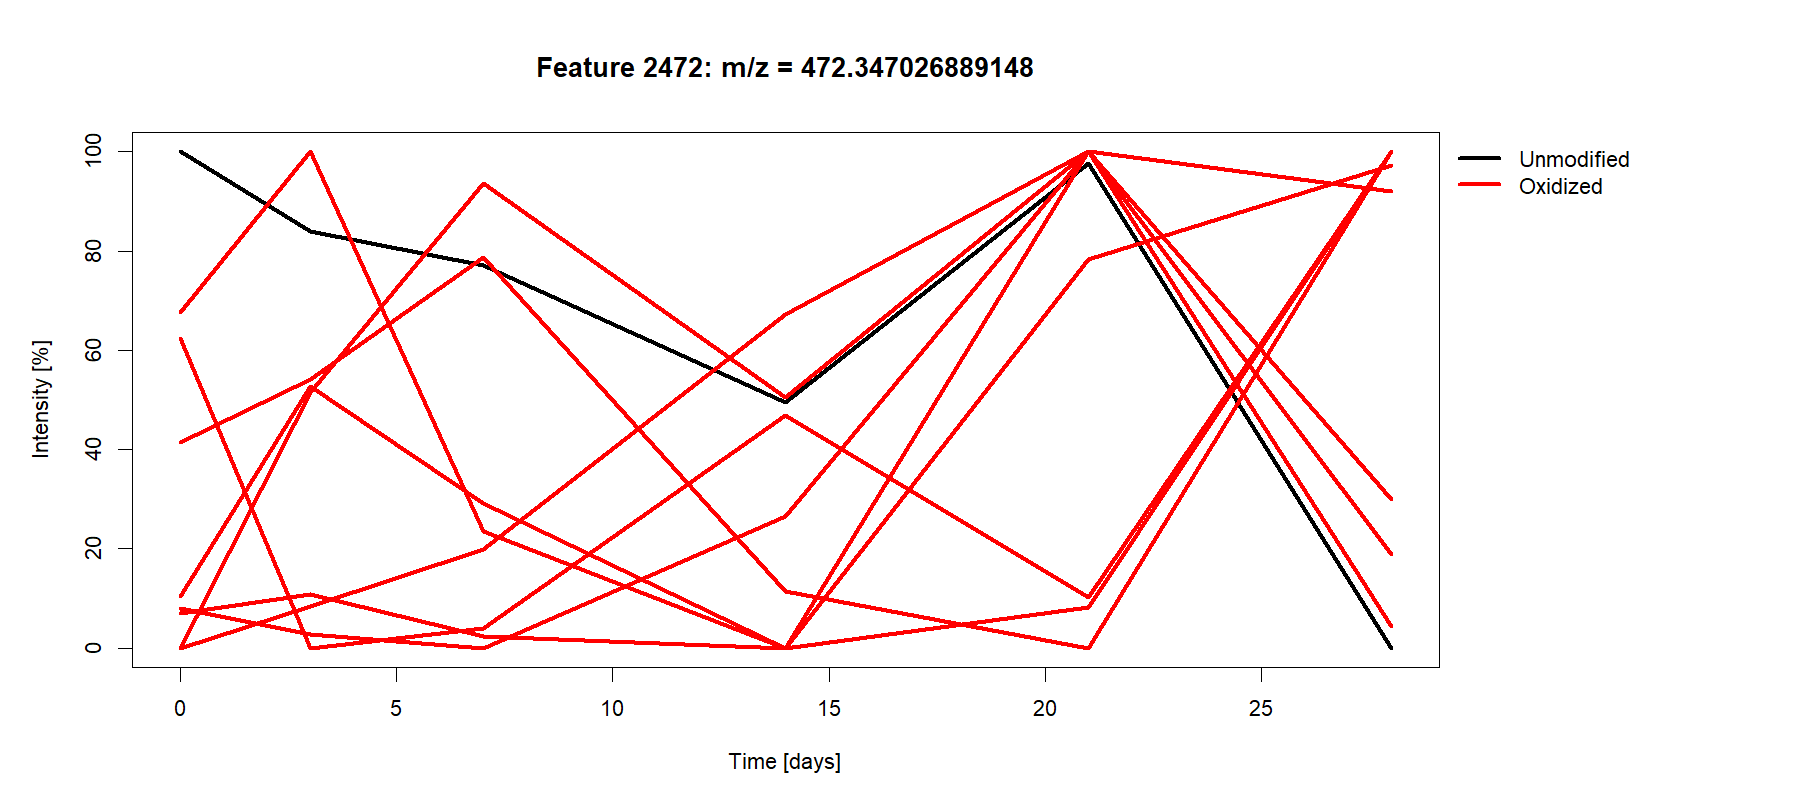 Feature 2472: m/z = 472.347026889148
Unmodified
Oxidized
Intensity [%]
100
80
60
40
20
0
0 5 10 15 20 25
Time [days]